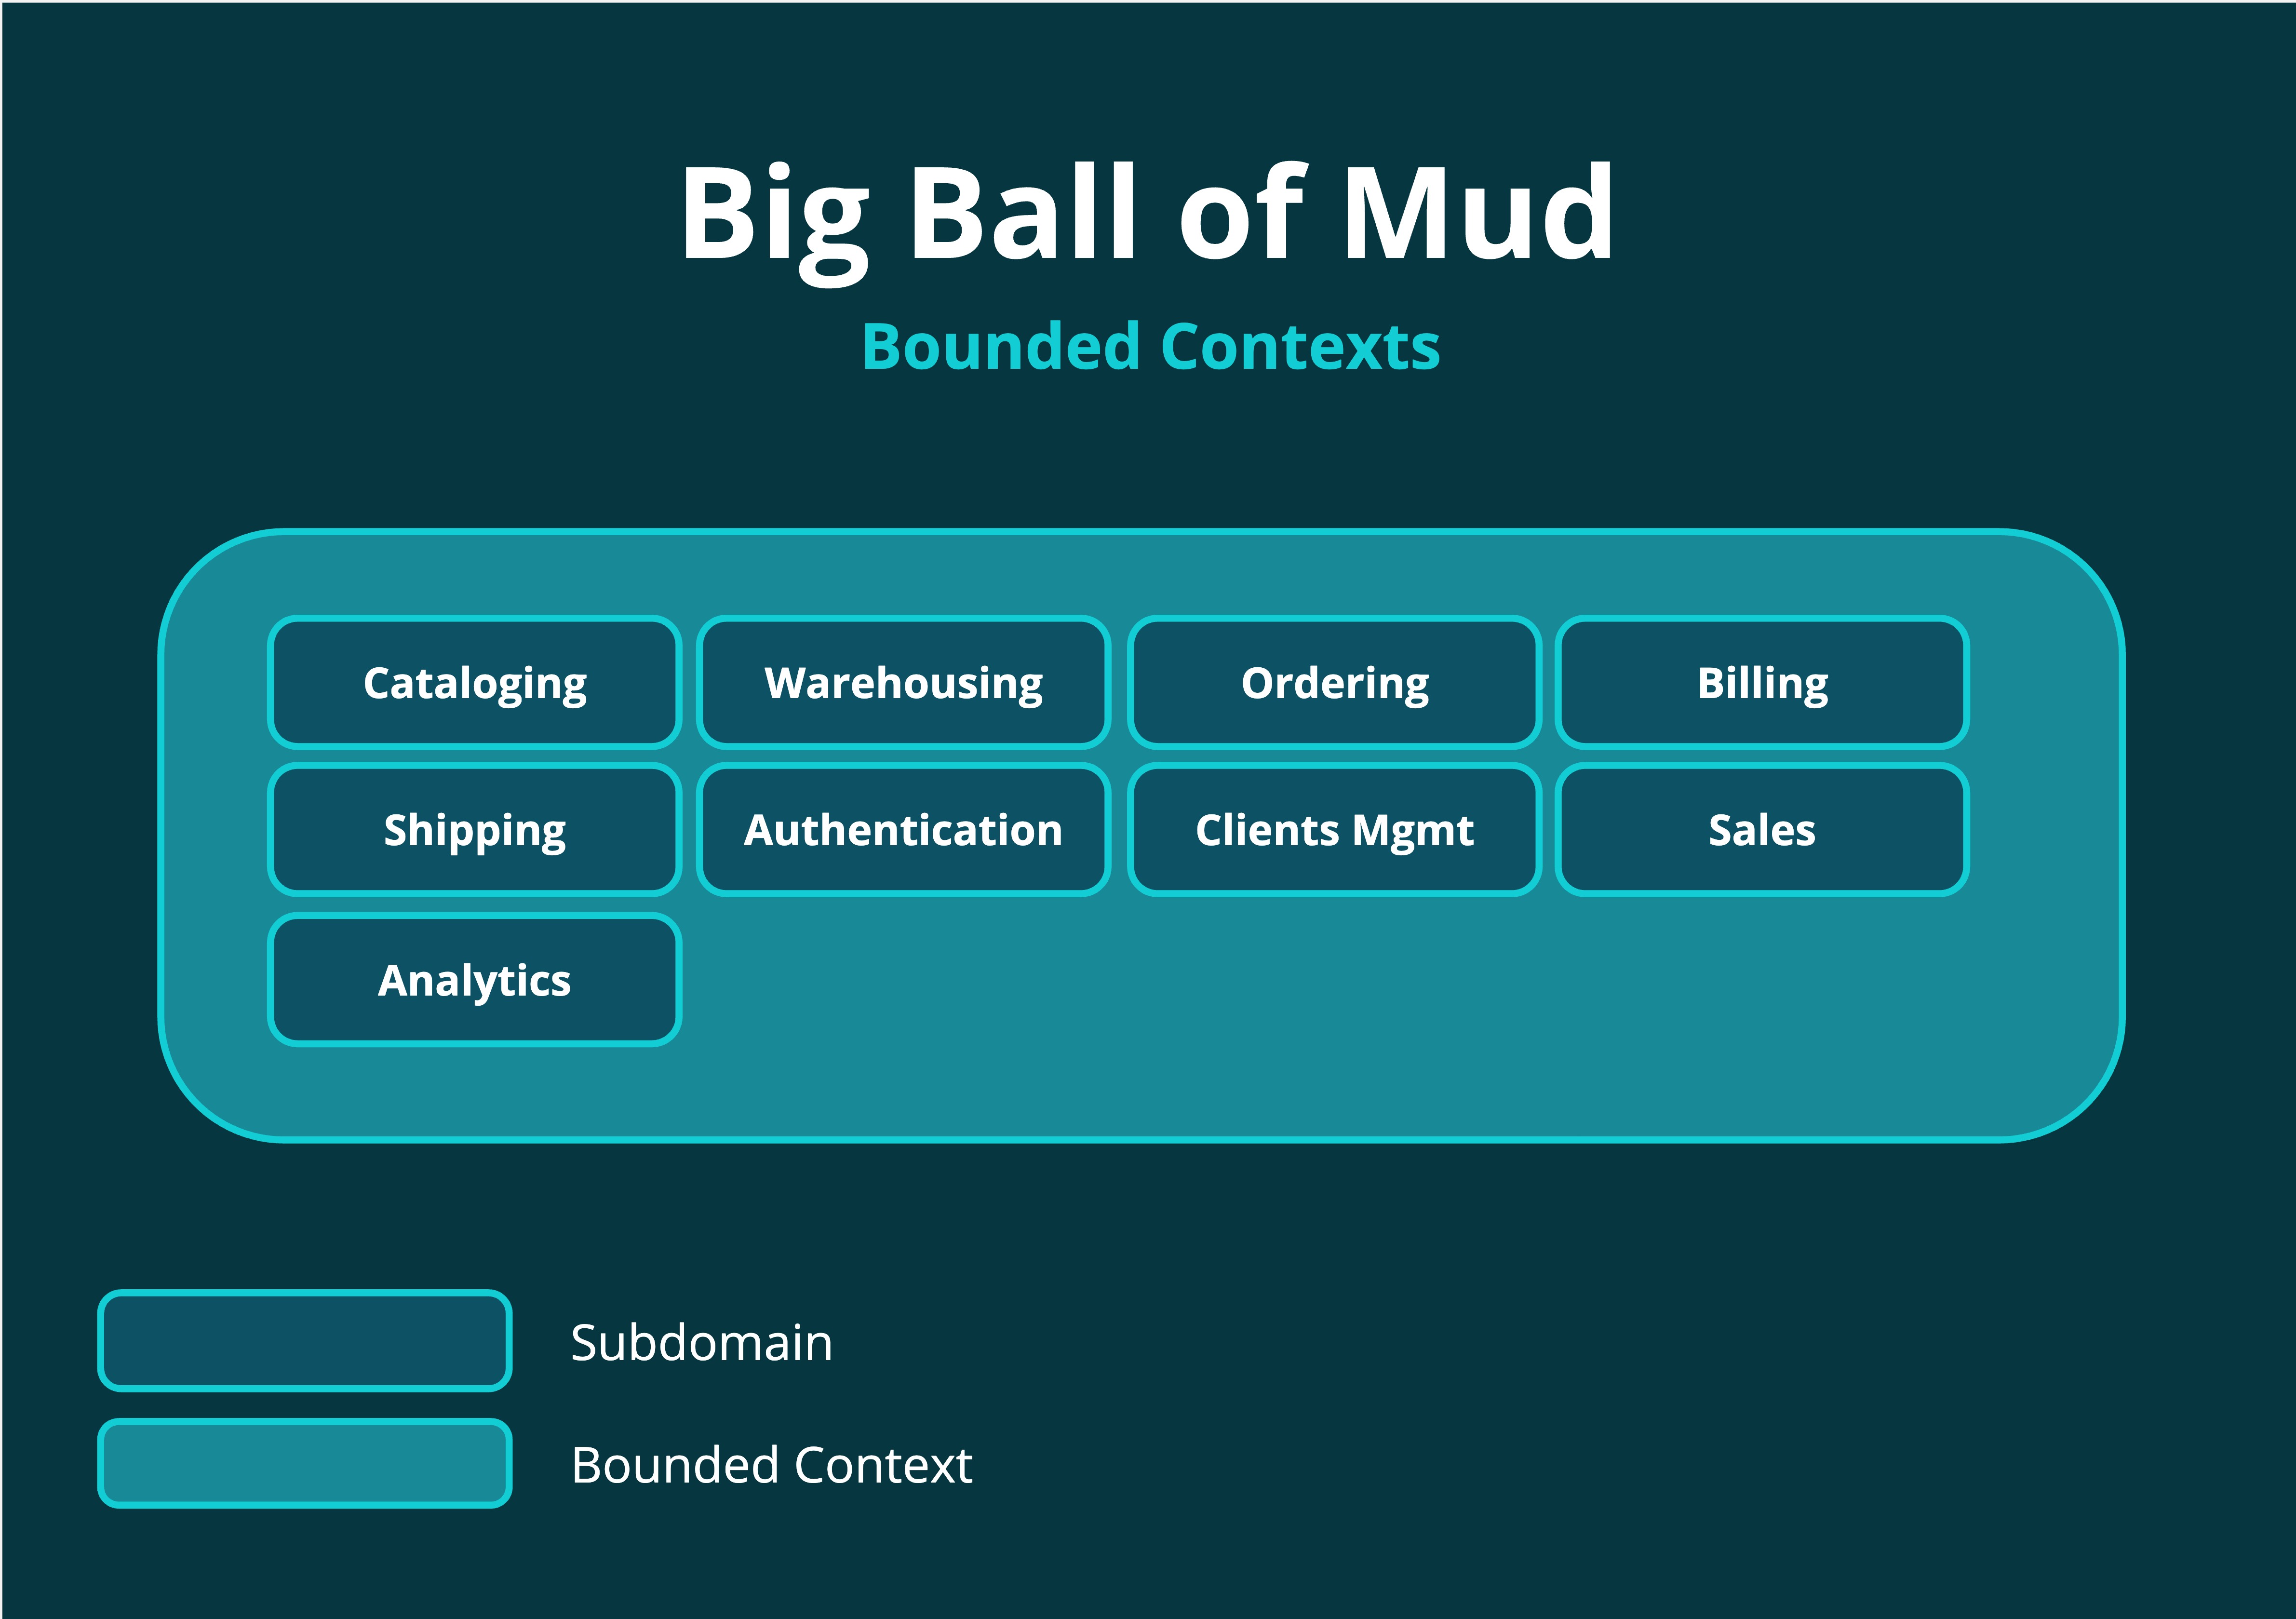 Big Ball of Mud
Bounded Contexts
Cataloging
Warehousing
Ordering
Billing
Shipping
Authentication
Clients Mgmt
Sales
Analytics
Subdomain
Bounded Context